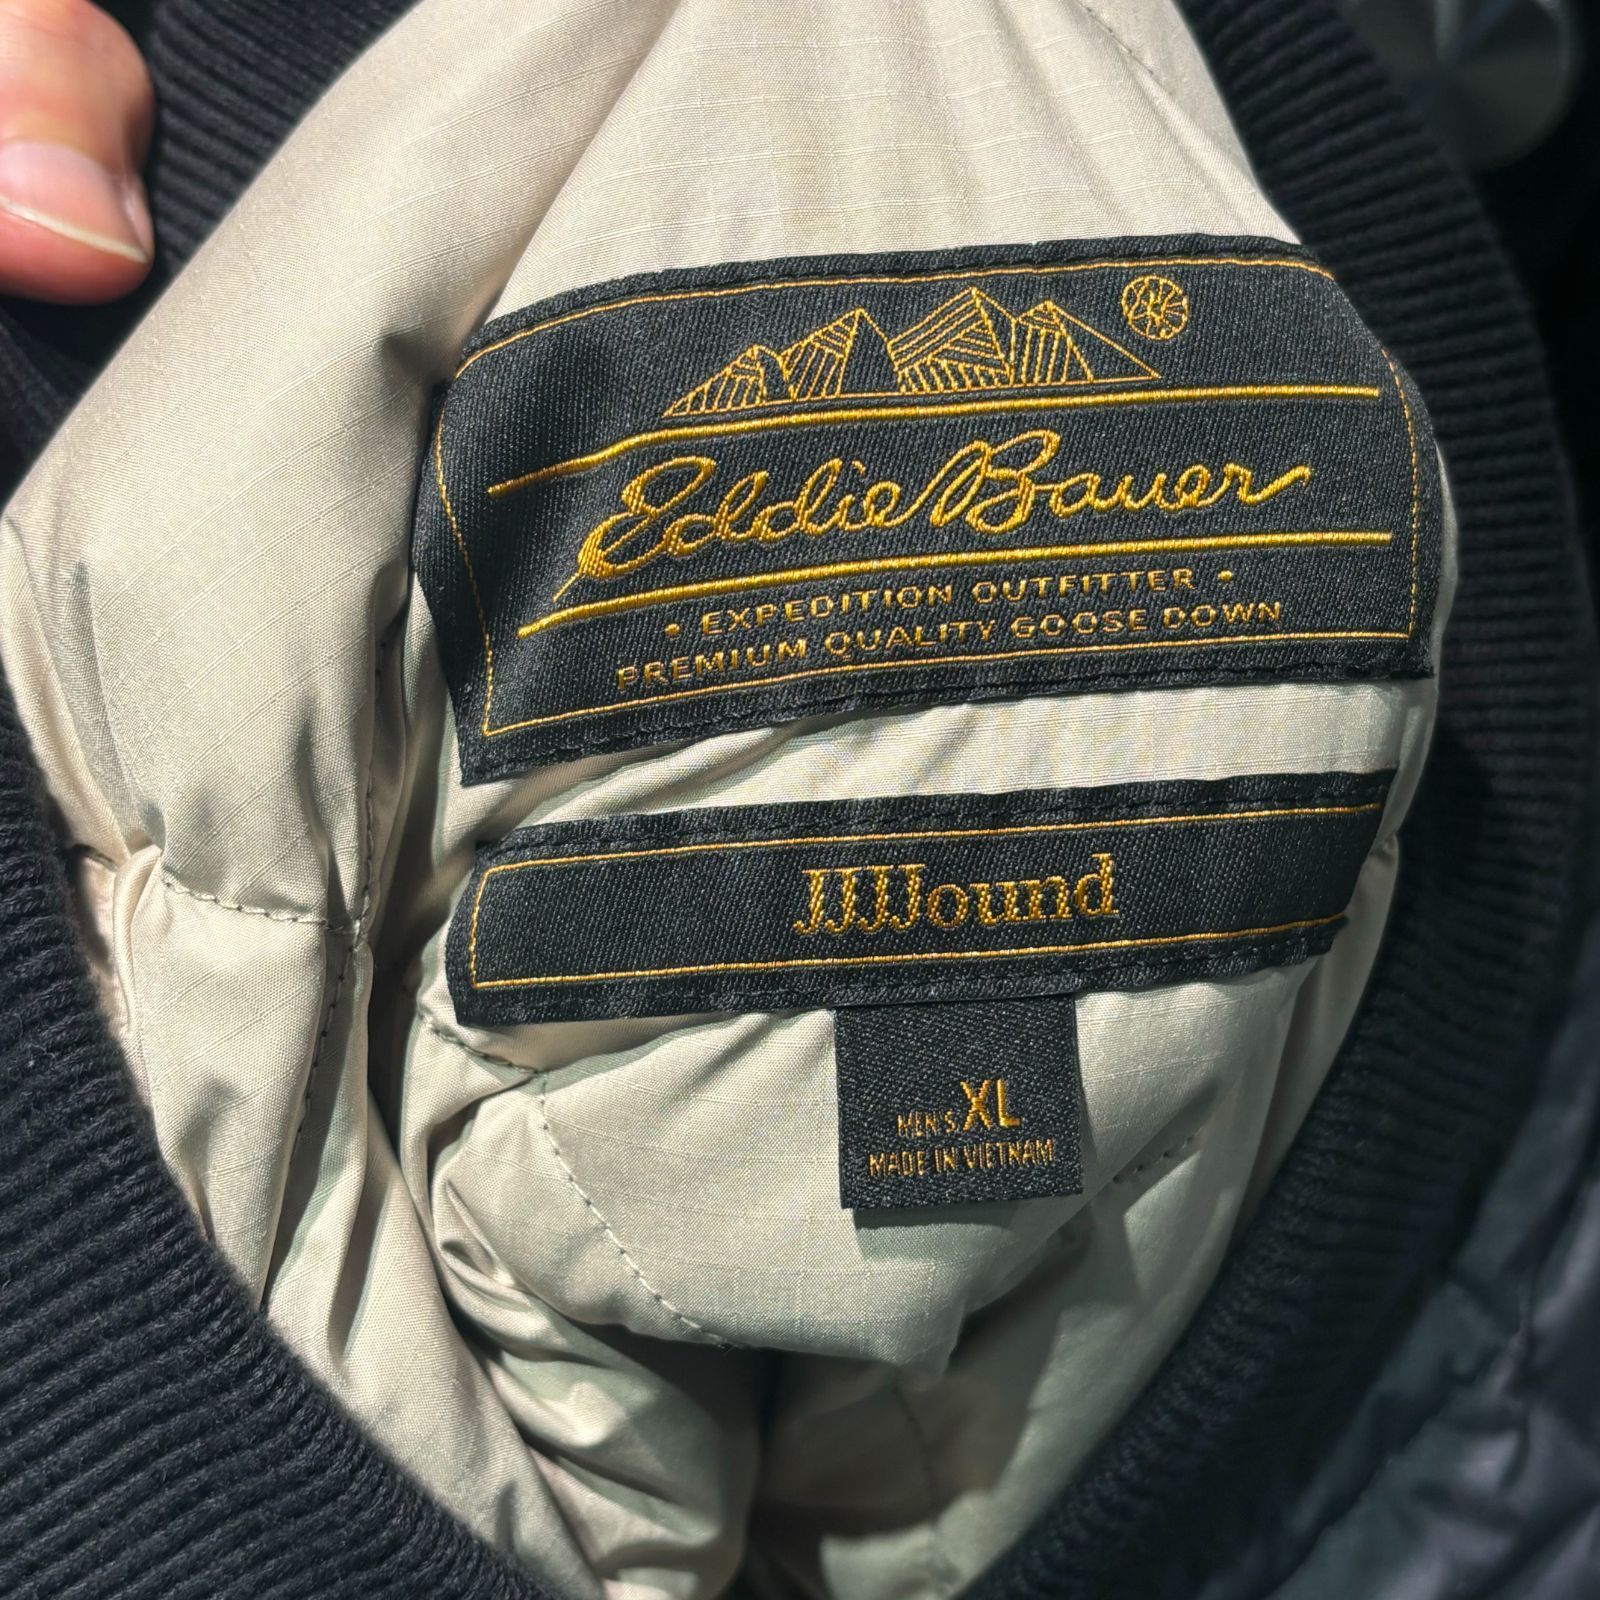 Eddie Bauer
• EXPEDITION OUTFITTER •
PREMIUM QUALITY GOOSE DOWN
JJJJound
MEN'S XL
MADE IN VIETNAM